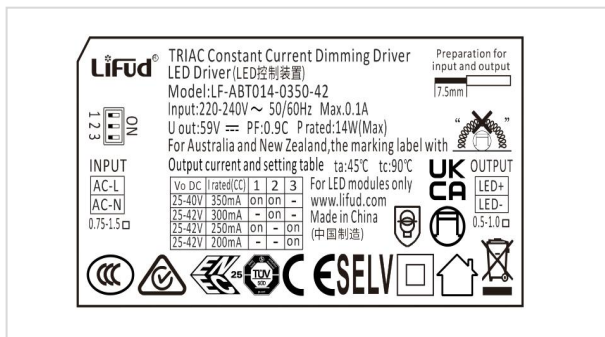 LiFud®
TRIAC Constant Current Dimming Driver
LED Driver(LED控制装置)
Model:LF-ABT014-0350-42
Input:220-240V～ 50/60Hz Max.0.1A
U out:59V ⎓ PF:0.9C P rated:14W(Max)
For Australia and New Zealand,the marking label with “ ”
Preparation for
input and output
7.5mm
1 2 3
ON
INPUT
AC-L
AC-N
0.75-1.5□
Output current and setting table ta:45℃ tc:90℃
Vo DC Irated(CC) 1 2 3
25-40V 350mA on on -
25-42V 300mA - on -
25-42V 250mA on - on
25-42V 200mA - - on
For LED modules only
www.lifud.com
Made in China
(中国制造)
UK
CA
OUTPUT
LED+
LED-
0.5-1.0□
CCC
ENEC
25
TÜV
SÜD
CE
SELV